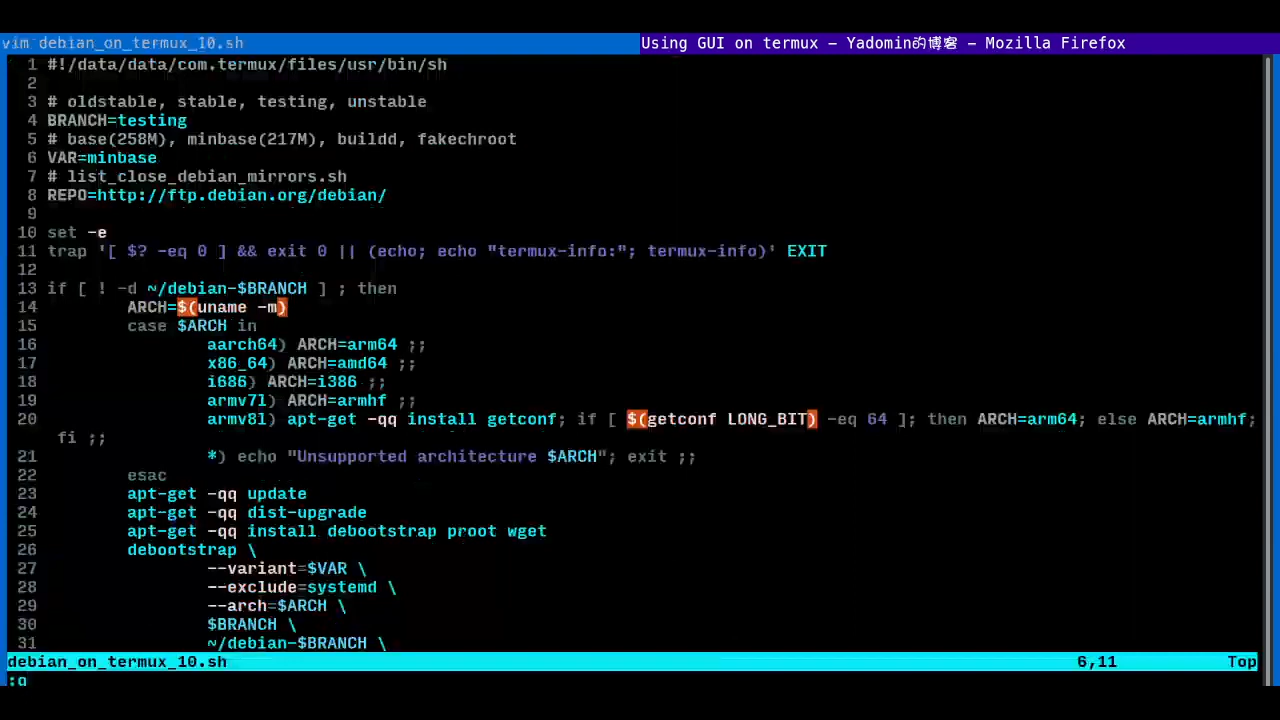 vim debian_on_termux_10.sh
Using GUI on termux – Yadomin的博客 – Mozilla Firefox
1 #!/data/data/com.termux/files/usr/bin/sh
2
3 # oldstable, stable, testing, unstable
4 BRANCH=testing
5 # base(258M), minbase(217M), buildd, fakechroot
6 VAR=minbase
7 # list_close_debian_mirrors.sh
8 REPO=http://ftp.debian.org/debian/
9
10 set -e
11 trap '[ $? -eq 0 ] && exit 0 || (echo; echo "termux-info:"; termux-info)' EXIT
12
13 if [ ! -d ~/debian-$BRANCH ] ; then
14 ARCH=$(uname -m)
15 case $ARCH in
16 aarch64) ARCH=arm64 ;;
17 x86_64) ARCH=amd64 ;;
18 i686) ARCH=i386 ;;
19 armv7l) ARCH=armhf ;;
20 armv8l) apt-get -qq install getconf; if [ $(getconf LONG_BIT) -eq 64 ]; then ARCH=arm64; else ARCH=armhf;
fi ;;
21 *) echo "Unsupported architecture $ARCH"; exit ;;
22 esac
23 apt-get -qq update
24 apt-get -qq dist-upgrade
25 apt-get -qq install debootstrap proot wget
26 debootstrap \
27 --variant=$VAR \
28 --exclude=systemd \
29 --arch=$ARCH \
30 $BRANCH \
31 ~/debian-$BRANCH \
debian_on_termux_10.sh 6,11 Top
:q